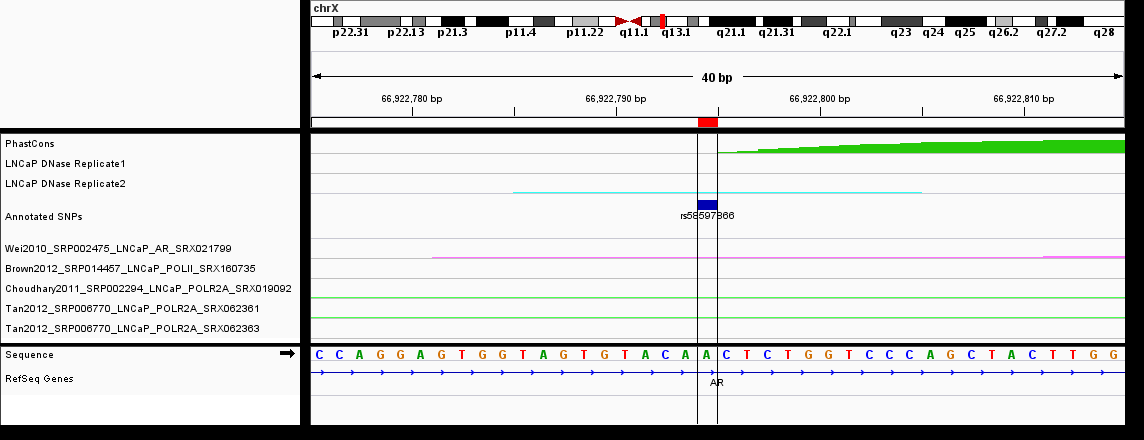 chrX
p22.31 p22.13 p21.3 p11.4 p11.22 q11.1 q13.1 q21.1 q21.31 q22.1 q23 q24 q25 q26.2 q27.2 q28
40 bp
66,922,780 bp 66,922,790 bp 66,922,800 bp 66,922,810 bp
PhastCons
LNCaP DNase Replicate1
LNCaP DNase Replicate2
Annotated SNPs
rs58597866
Wei2010_SRP002475_LNCaP_AR_SRX021799
Brown2012_SRP014457_LNCaP_POLII_SRX160735
Choudhary2011_SRP002294_LNCaP_POLR2A_SRX019092
Tan2012_SRP006770_LNCaP_POLR2A_SRX062361
Tan2012_SRP006770_LNCaP_POLR2A_SRX062363
Sequence C C A G G A G T G G T A G T G T A C A A C T C T G G T C C C A G C T A C T T G G
RefSeq Genes
AR